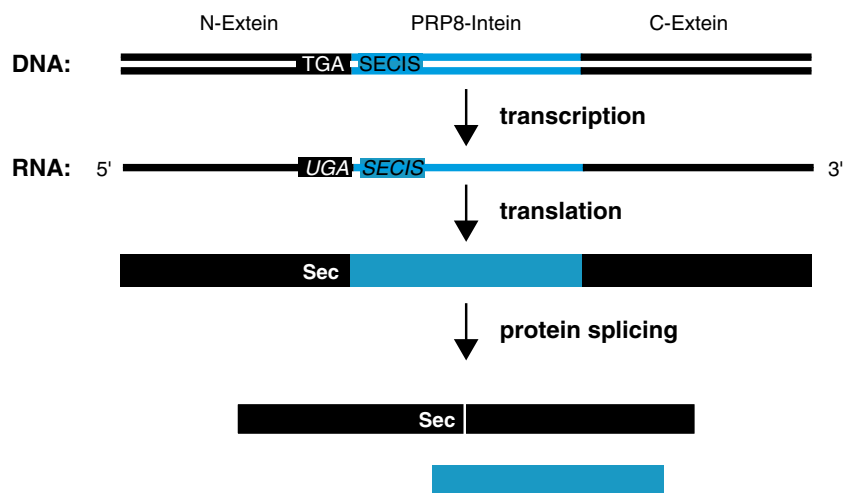 N-Extein PRP8-Intein C-Extein
DNA: TGA SECIS
transcription
RNA: 5' UGA SECIS 3'
translation
Sec
protein splicing
Sec